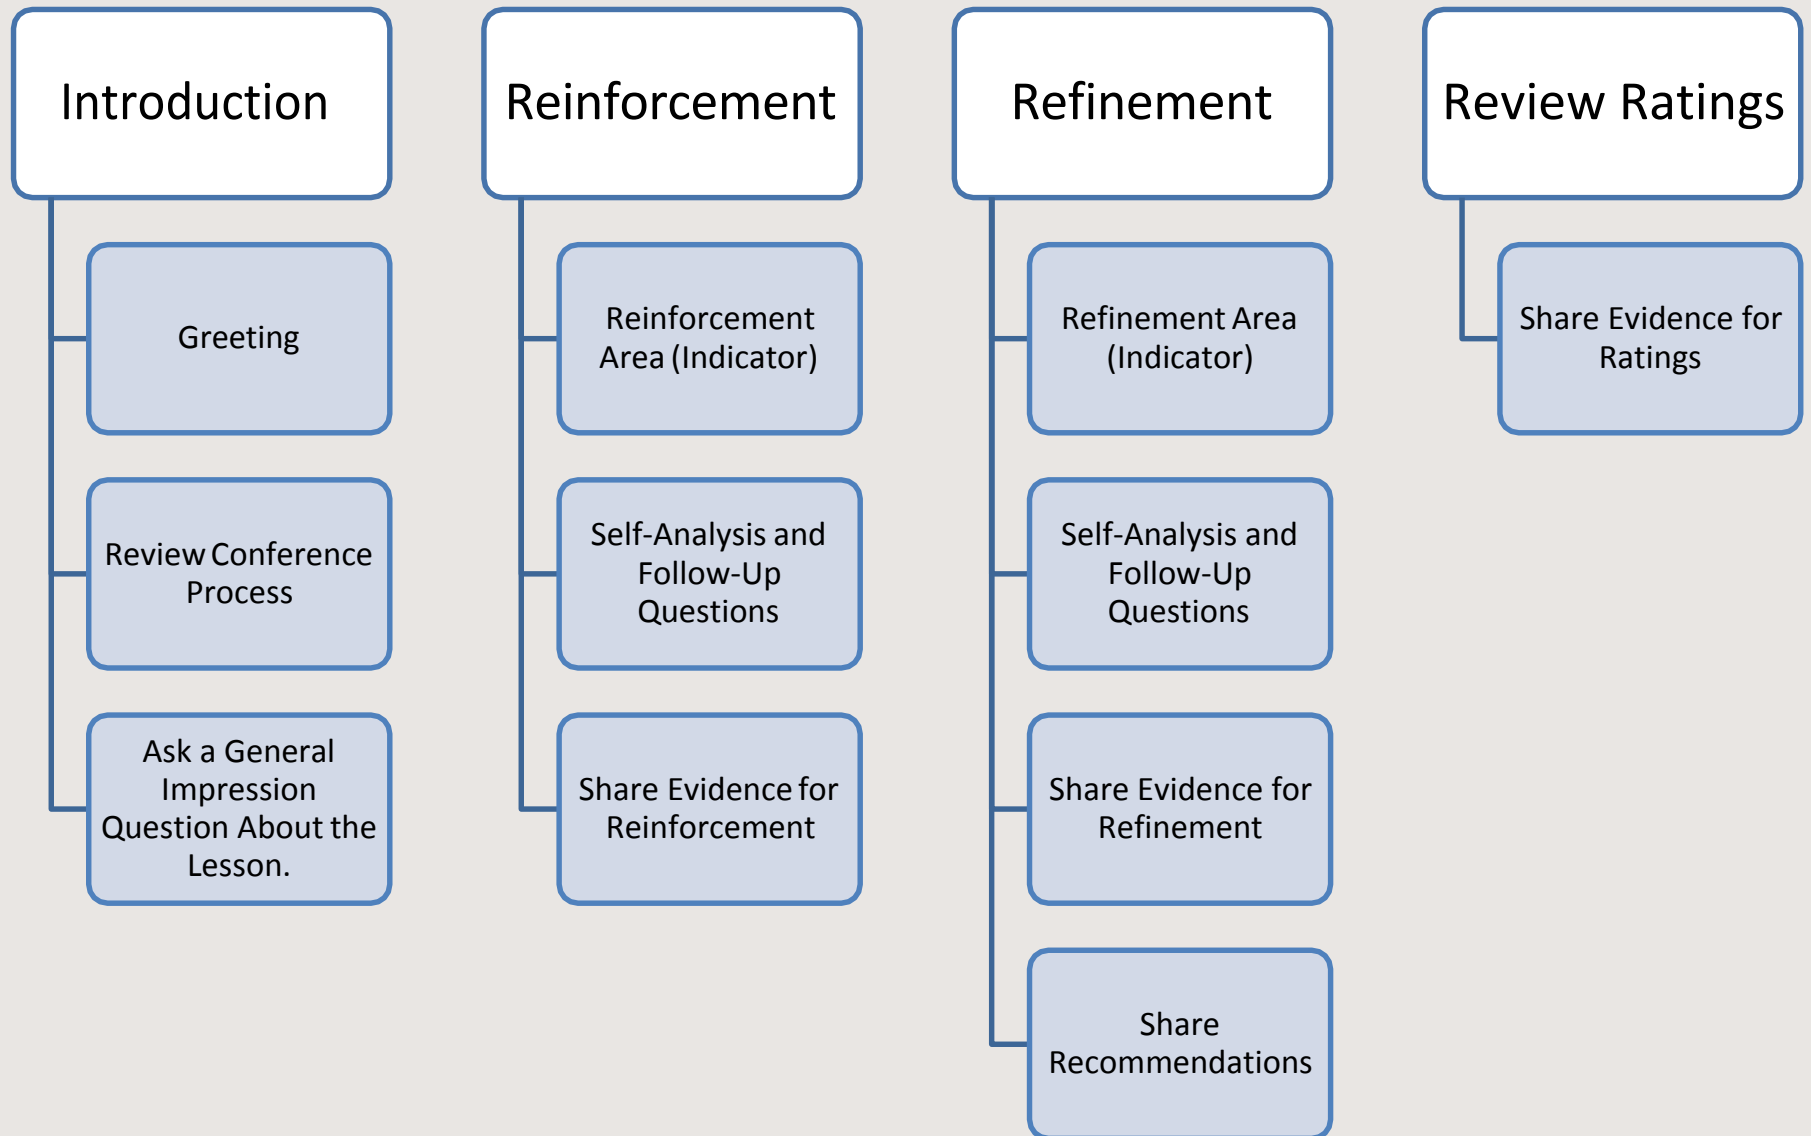 Introduction
Greeting
Review Conference
Process
Ask a General
Impression
Question About the
Lesson.
Reinforcement
Reinforcement
Area (Indicator)
Self-Analysis and
Follow-Up
Questions
Share Evidence for
Reinforcement
Refinement
Refinement Area
(Indicator)
Self-Analysis and
Follow-Up
Questions
Share Evidence for
Refinement
Share
Recommendations
Review Ratings
Share Evidence for
Ratings